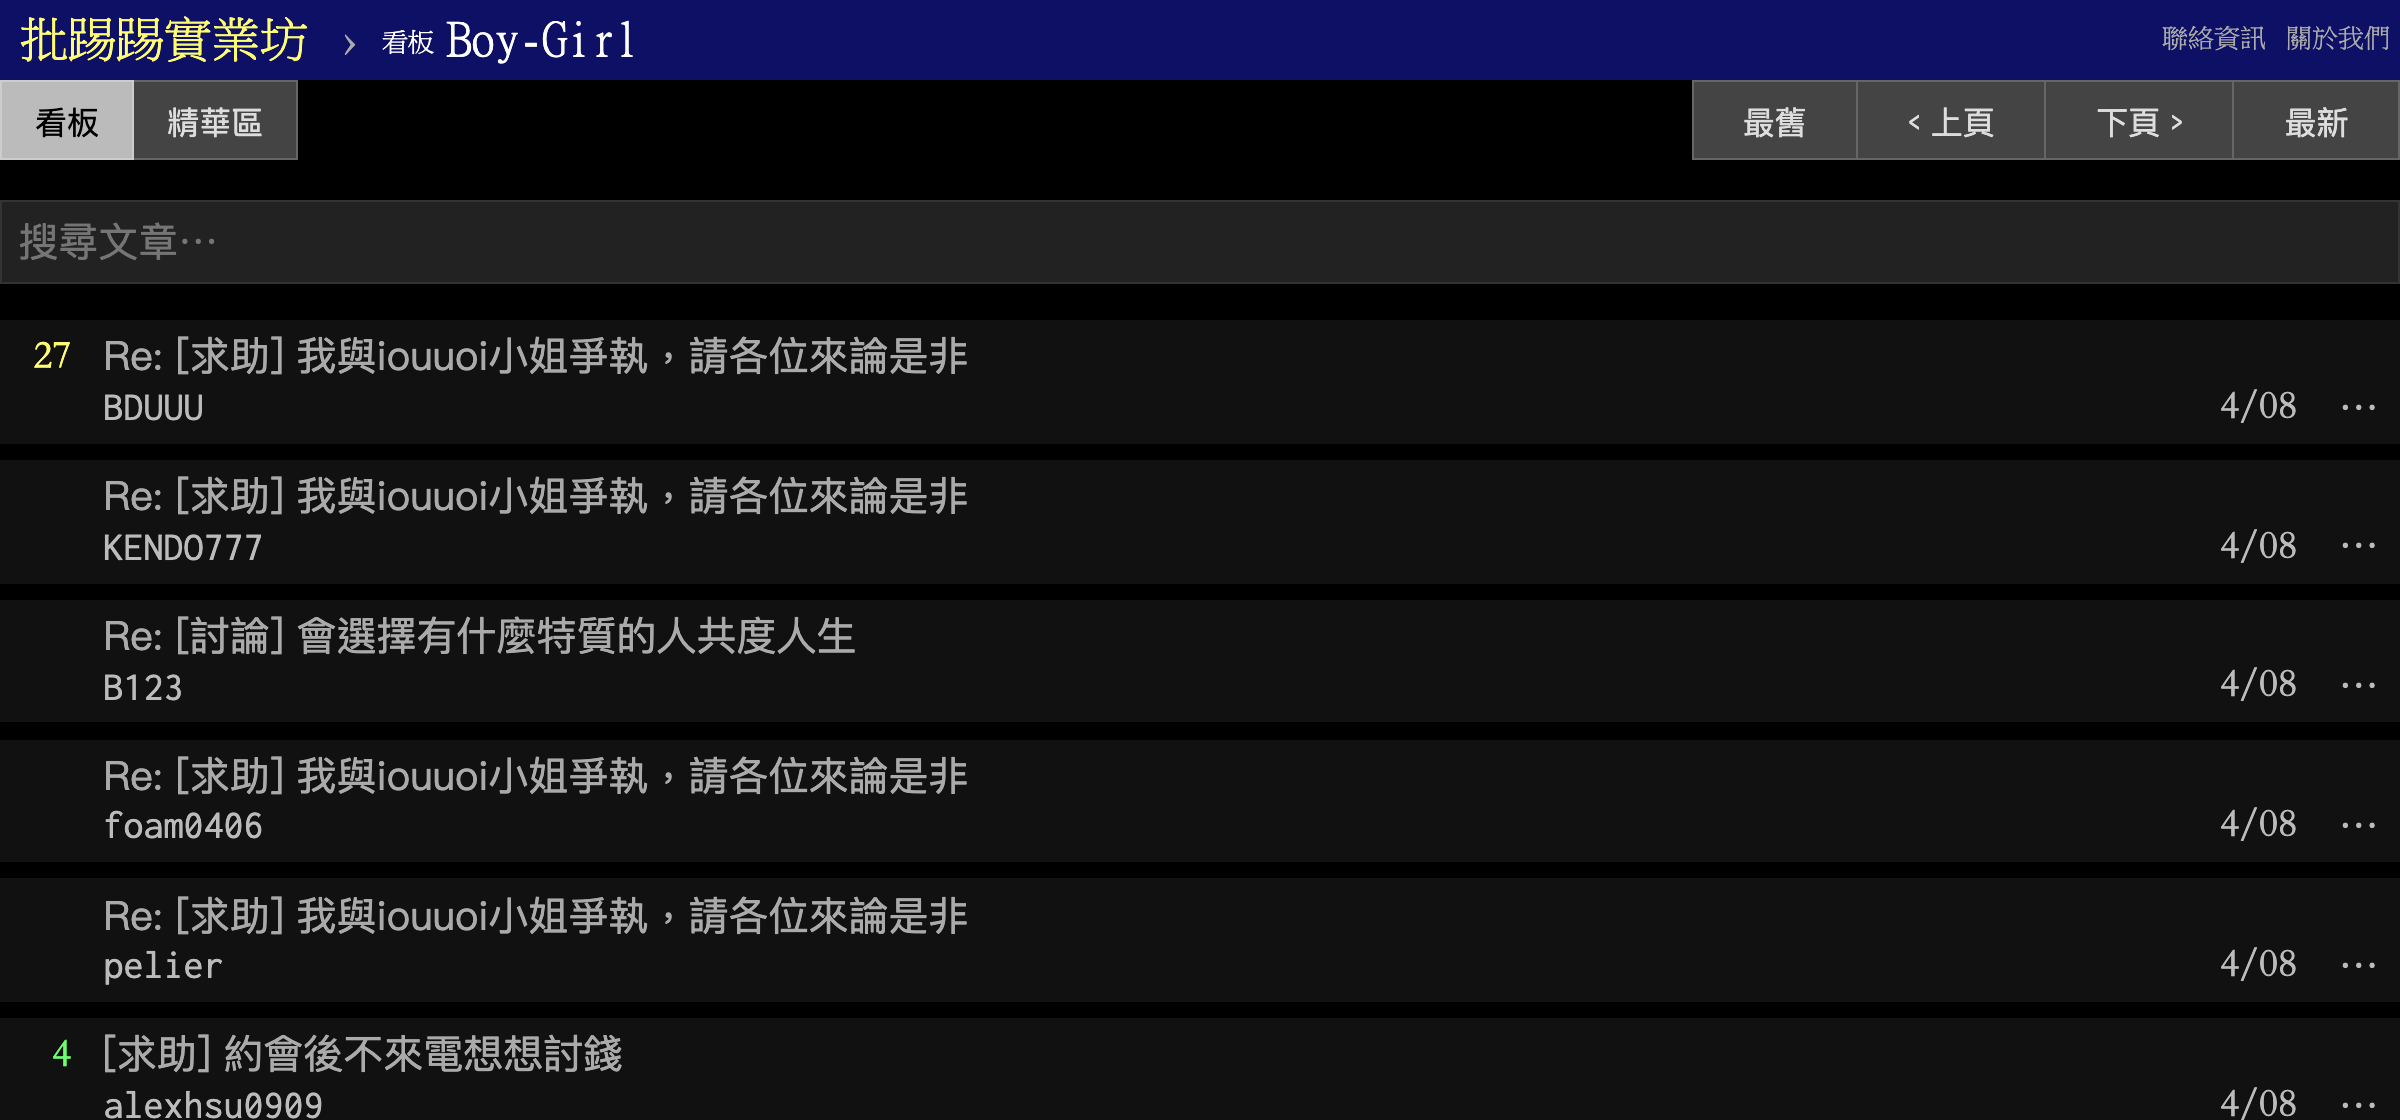 批踢踢實業坊 › 看板 Boy-Girl 聯絡資訊 關於我們
看板 精華區 最舊 ‹ 上頁 下頁 › 最新
搜尋文章⋯
27 Re: [求助] 我與iouuoi小姐爭執，請各位來論是非
BDUUU 4/08 ⋯
Re: [求助] 我與iouuoi小姐爭執，請各位來論是非
KENDO777 4/08 ⋯
Re: [討論] 會選擇有什麼特質的人共度人生
B123 4/08 ⋯
Re: [求助] 我與iouuoi小姐爭執，請各位來論是非
foam0406 4/08 ⋯
Re: [求助] 我與iouuoi小姐爭執，請各位來論是非
pelier 4/08 ⋯
4 [求助] 約會後不來電想想討錢
alexhsu0909 4/08 ⋯